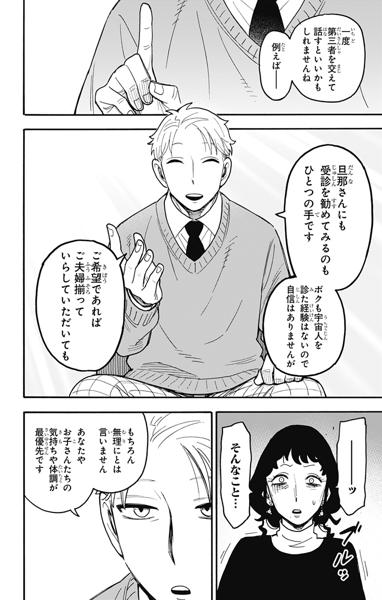 一度
第三者を交えて
話すといいかも
しれませんね
例えば――
旦那さんにも
受診を勧めてみるのも
ひとつの手です
ボクも宇宙人を
診た経験はないので
自信はありませんが
ご希望であれば
ご夫婦揃って
いらしていただいても
――ッ
そんなこと…
ブルッ
もちろん
無理にとは
言いません
あなたや
お子さんたちの
気持ちや体調が
最優先です